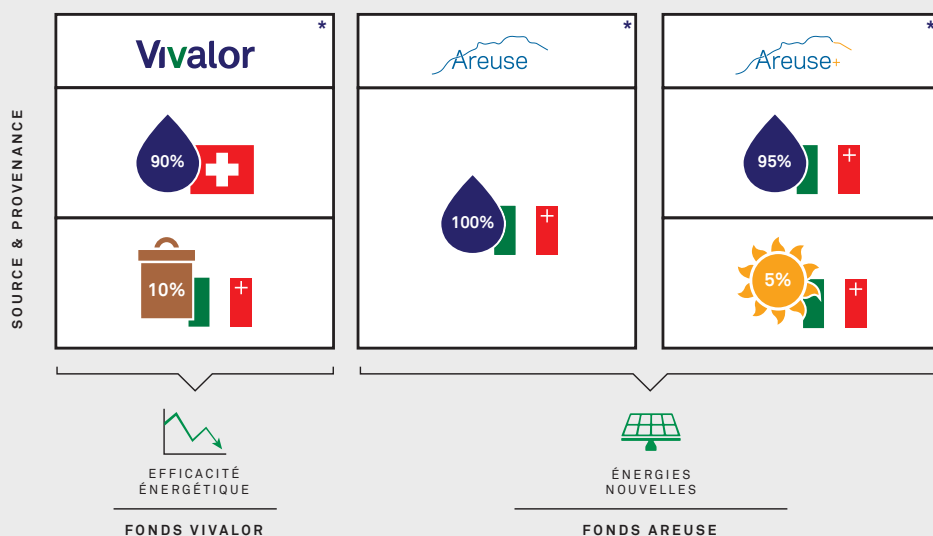 SOURCE & PROVENANCE
*
Vivalor
90%
10%
*
Areuse
100%
*
Areuse+
95%
5%
EFFICACITÉ
ÉNERGÉTIQUE
FONDS VIVALOR
ÉNERGIES
NOUVELLES
FONDS AREUSE